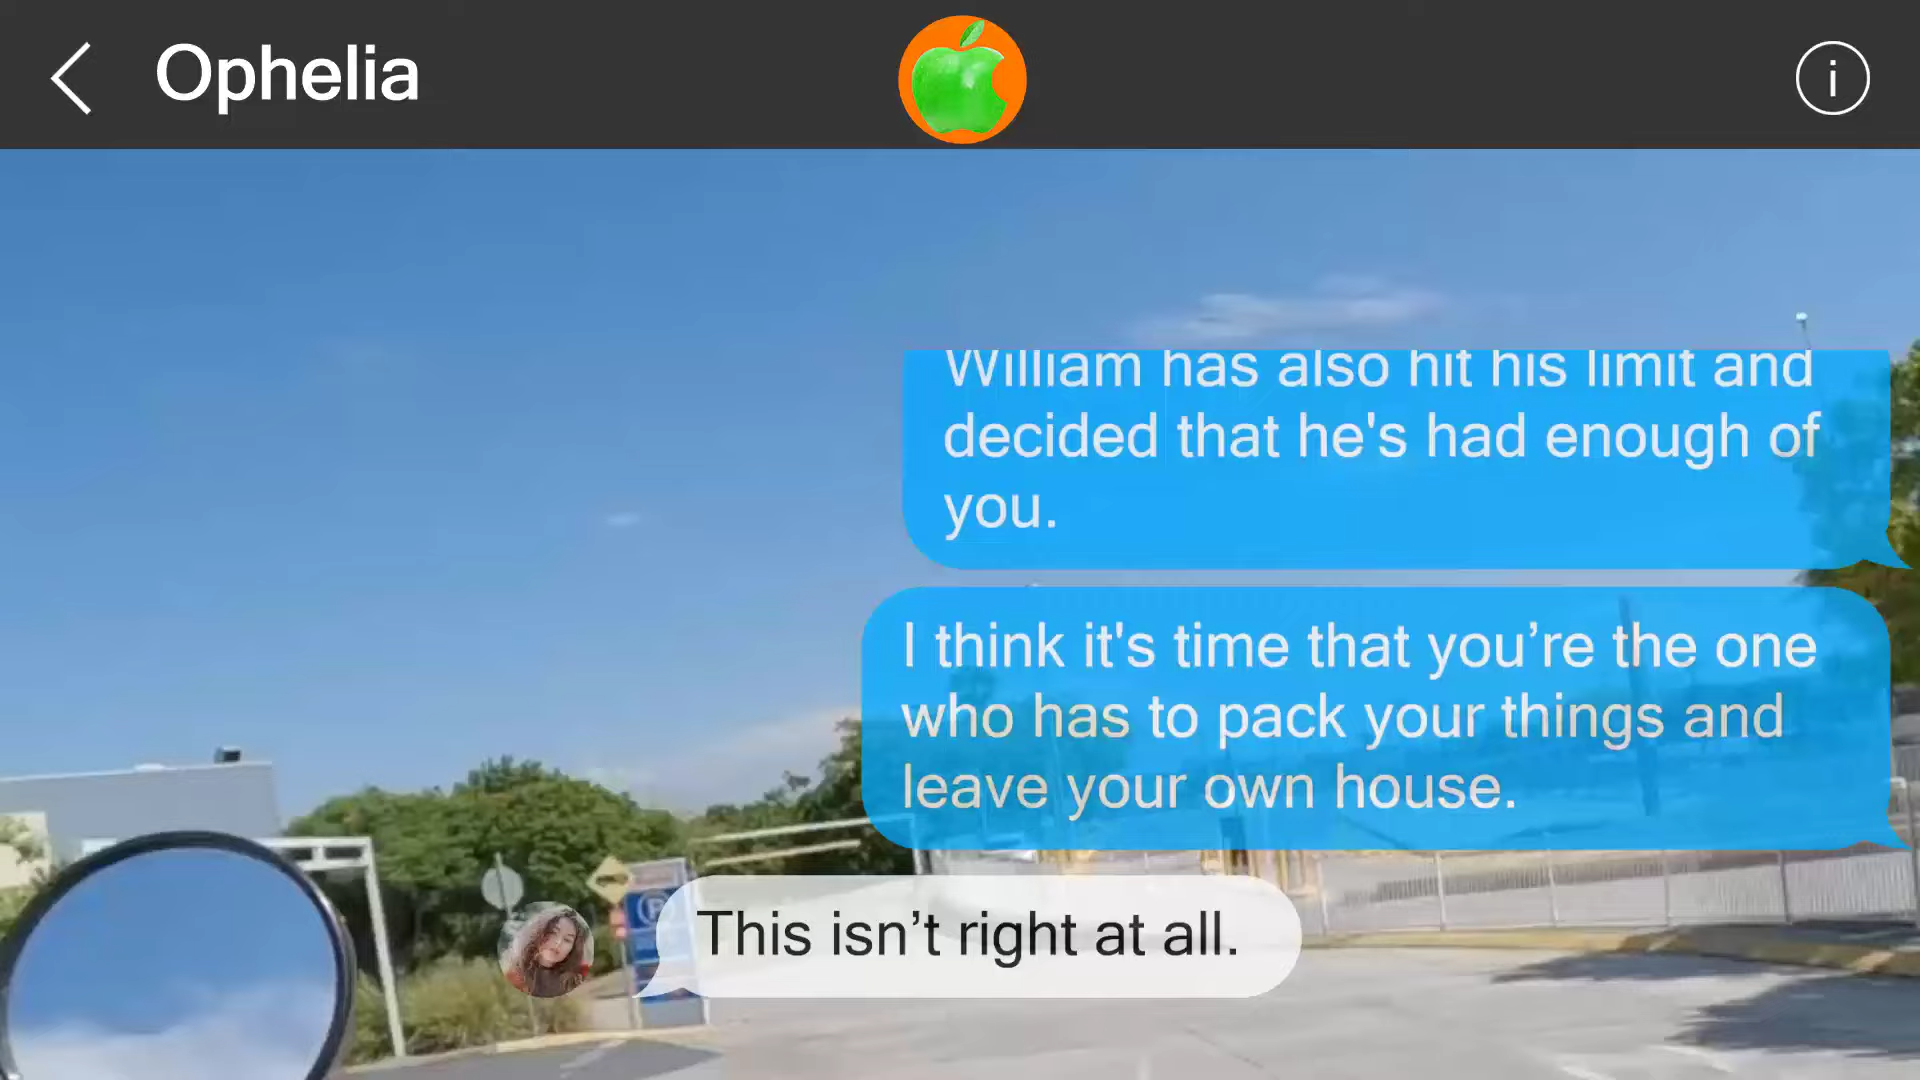 Ophelia
William has also hit his limit and
decided that he's had enough of
you.
I think it's time that you’re the one
who has to pack your things and
leave your own house.
This isn’t right at all.